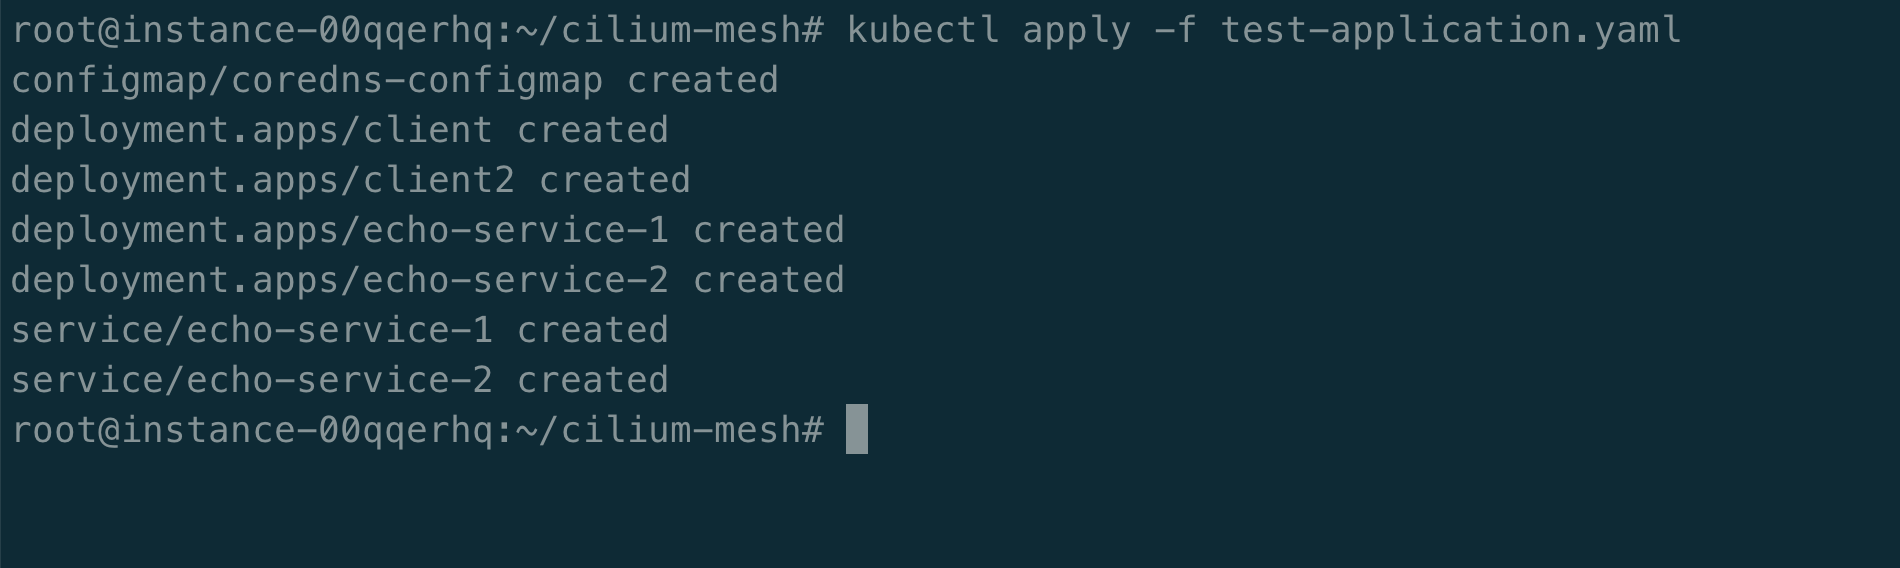 root@instance-00qqerhq:~/cilium-mesh# kubectl apply -f test-application.yaml
configmap/coredns-configmap created
deployment.apps/client created
deployment.apps/client2 created
deployment.apps/echo-service-1 created
deployment.apps/echo-service-2 created
service/echo-service-1 created
service/echo-service-2 created
root@instance-00qqerhq:~/cilium-mesh#